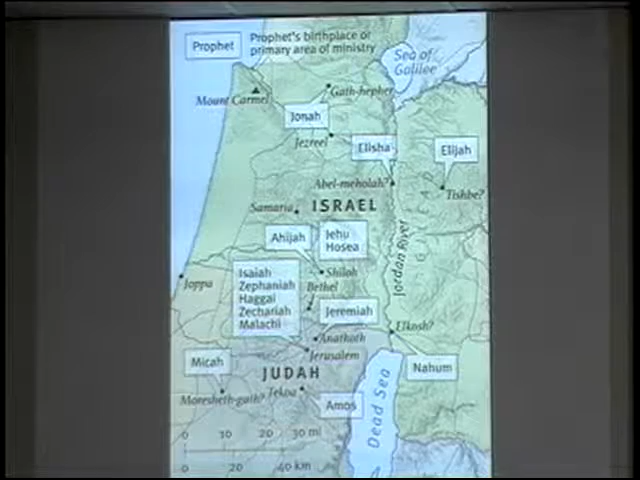 Prophet
Prophet's birthplace or
primary area of ministry
Sea of
Galilee
Mount Carmel
Gath-hepher
Jonah
Jezreel
Elisha
Elijah
Abel-meholah?
Tishbe?
Samaria
ISRAEL
GILEAD
Jordan River
Ahijah
Jehu
Hosea
Joppa
Shiloh
Isaiah
Zephaniah
Haggai
Zechariah
Malachi
Bethel
Jeremiah
Anathoth
Elkosh?
Jerusalem
Micah
JUDAH
Nahum
Moresheth-gath?
Tekoa
Amos
Dead Sea
0 10 20 30 mi
0 20 40 km